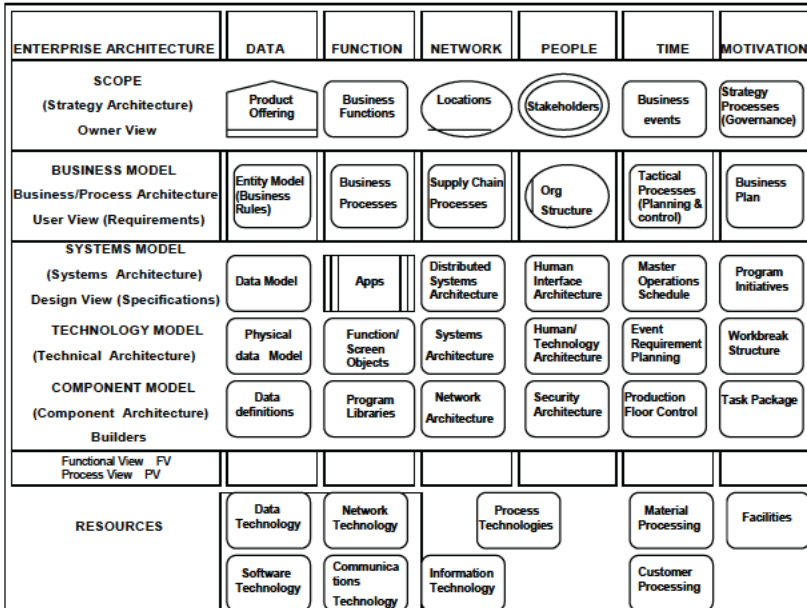 ENTERPRISE ARCHITECTURE DATA FUNCTION NETWORK PEOPLE TIME MOTIVATION
SCOPE
(Strategy Architecture)
Owner View
Product
Offering
Business
Functions
Locations
Stakeholders
Business
events
Strategy
Processes
(Governance)
BUSINESS MODEL
Business/Process Architecture
User View (Requirements)
Entity Model
(Business
Rules)
Business
Processes
Supply Chain
Processes
Org
Structure
Tactical
Processes
(Planning &
control)
Business
Plan
SYSTEMS MODEL
(Systems Architecture)
Design View (Specifications)
Data Model
Apps
Distributed
Systems
Architecture
Human
Interface
Architecture
Master
Operations
Schedule
Program
Initiatives
TECHNOLOGY MODEL
(Technical Architecture)
Physical
data Model
Function/
Screen
Objects
Systems
Architecture
Human/
Technology
Architecture
Event
Requirement
Planning
Workbreak
Structure
COMPONENT MODEL
(Component Architecture)
Builders
Data
definitions
Program
Libraries
Network
Architecture
Security
Architecture
Production
Floor Control
Task Package
Functional View FV
Process View PV
RESOURCES
Data
Technology
Network
Technology
Process
Technologies
Material
Processing
Facilities
Software
Technology
Communica
tions
Technology
Information
Technology
Customer
Processing